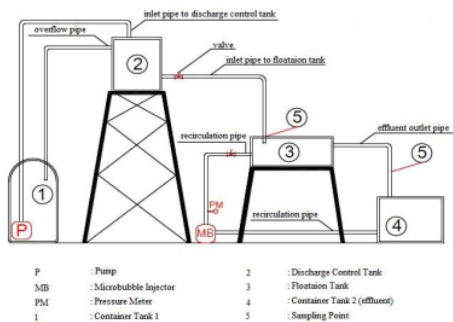 inlet pipe to discharge control tank
overflow pipe
valve
2
inlet pipe to floataion tank
5
recirculation pipe
effluent outlet pipe
3
5
1
PM
recirculation pipe
P
MB
4
P : Pump
MB : Microbubble Injector
PM : Pressure Meter
1 : Container Tank 1
2 : Discharge Control Tank
3 : Floataion Tank
4 : Container Tank 2 (effluent)
5 : Sampling Point